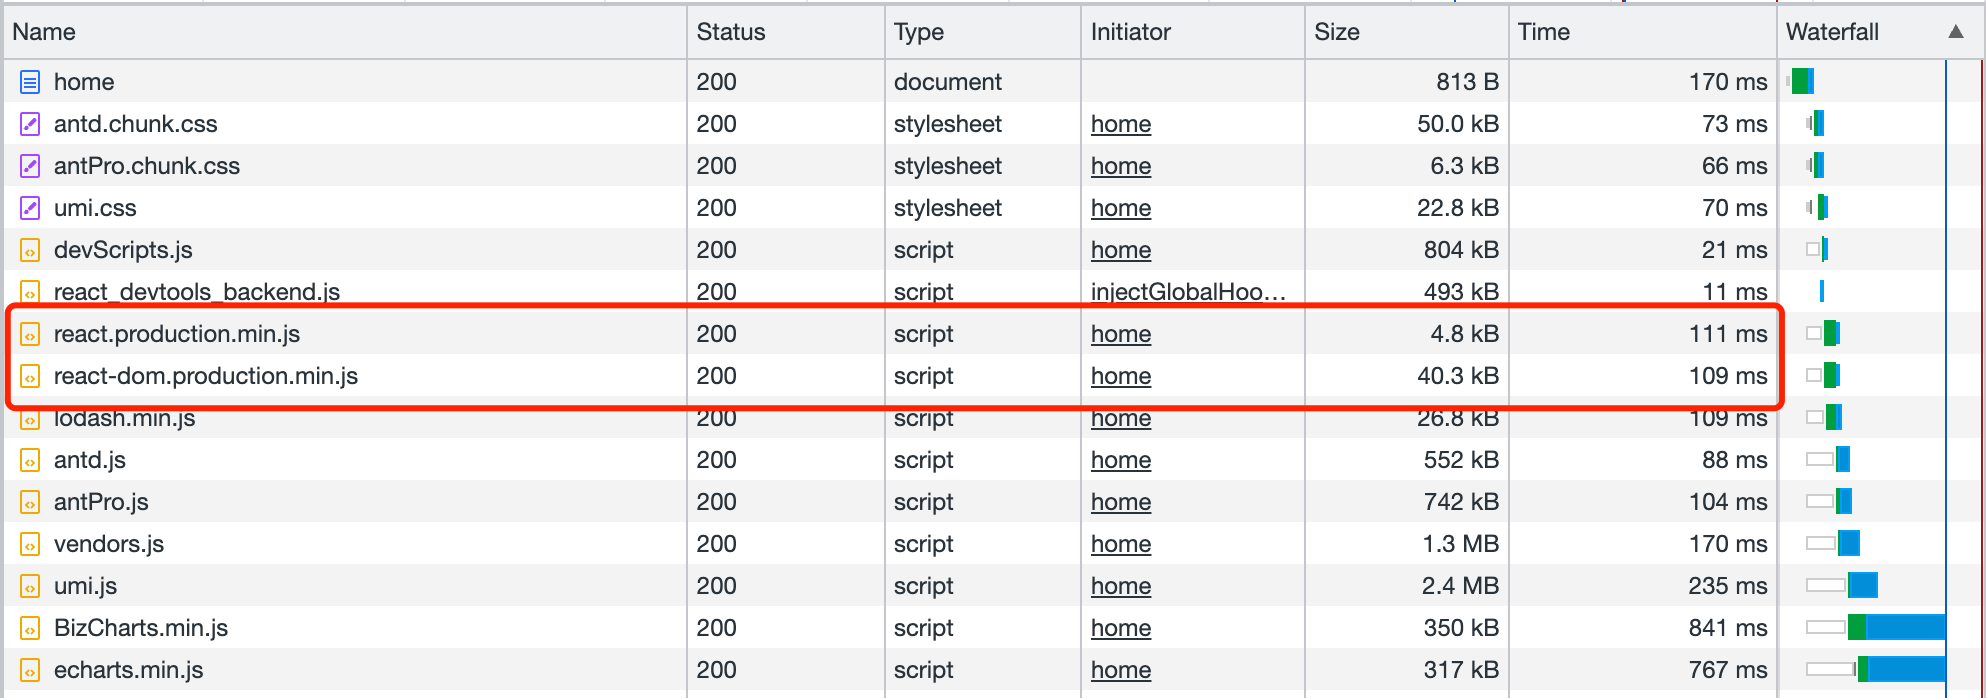 Name Status Type Initiator Size Time Waterfall ▲
home 200 document 813 B 170 ms
antd.chunk.css 200 stylesheet home 50.0 kB 73 ms
antPro.chunk.css 200 stylesheet home 6.3 kB 66 ms
umi.css 200 stylesheet home 22.8 kB 70 ms
devScripts.js 200 script home 804 kB 21 ms
react_devtools_backend.js 200 script injectGlobalHoo… 493 kB 11 ms
react.production.min.js 200 script home 4.8 kB 111 ms
react-dom.production.min.js 200 script home 40.3 kB 109 ms
lodash.min.js 200 script home 26.8 kB 109 ms
antd.js 200 script home 552 kB 88 ms
antPro.js 200 script home 742 kB 104 ms
vendors.js 200 script home 1.3 MB 170 ms
umi.js 200 script home 2.4 MB 235 ms
BizCharts.min.js 200 script home 350 kB 841 ms
echarts.min.js 200 script home 317 kB 767 ms